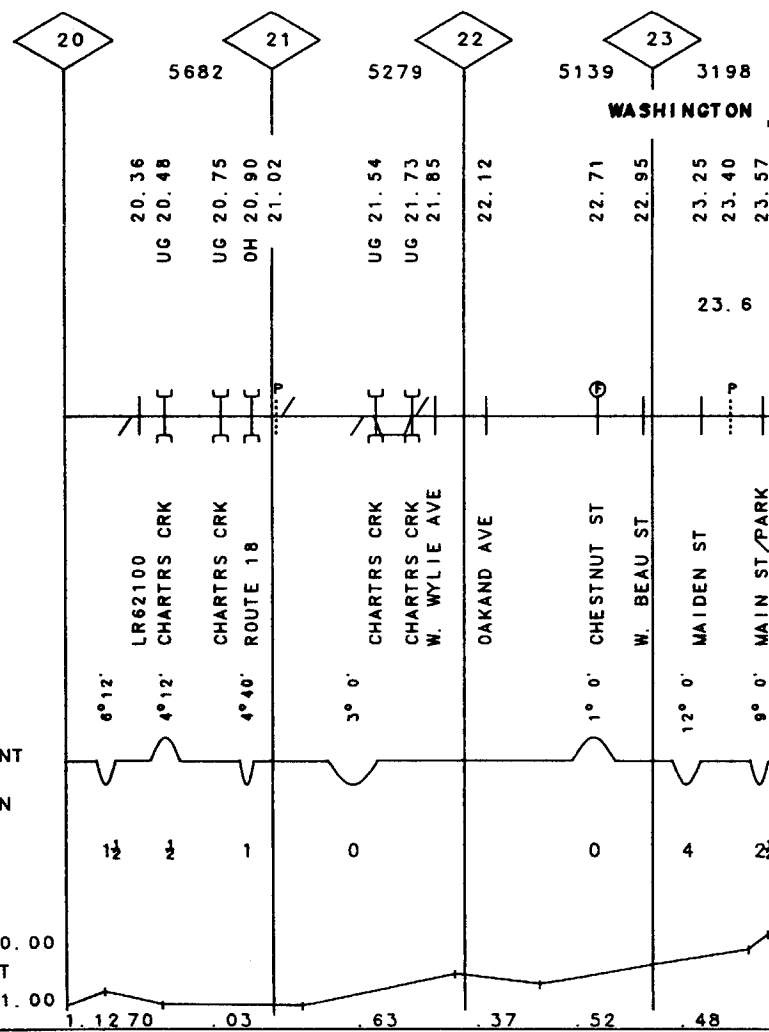 20 21 22 23
5682 5279 5139 3198
WASHINGTON
20.36
UG 20.48
UG 20.75
OH 20.90
21.02
UG 21.54
UG 21.73
21.85
22.12
22.71
22.95
23.25
23.40
23.57
23.6
P
F
P
LR62100
CHARTRS CRK
CHARTRS CRK
ROUTE 18
CHARTRS CRK
CHARTRS CRK
W. WYLIE AVE
OAKAND AVE
CHESTNUT ST
W. BEAU ST
MAIDEN ST
MAIN ST/PARK
6°12' 4°12' 4°40' 3° 0' 1° 0' 12° 0' 9° 0'
NT
N
1½ ½ 1 0 0 4 2½
0.00
T
1.00
1.12 70 .03 .63 .37 .52 .48